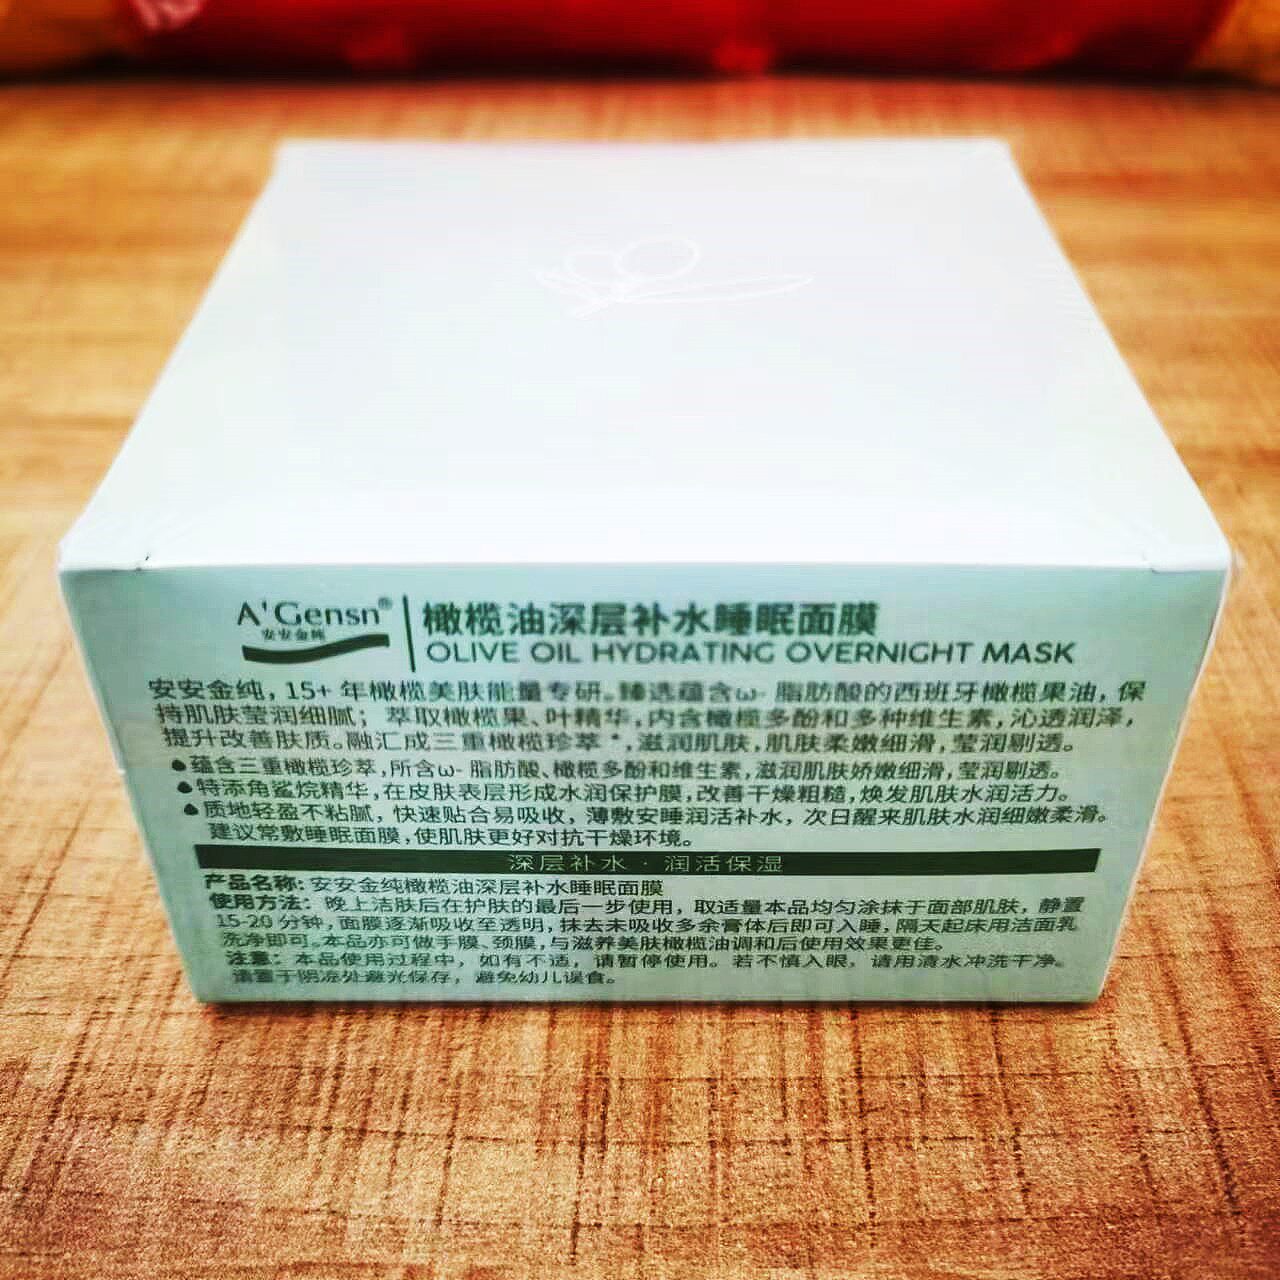 A'Gensn®
安安金纯
橄榄油深层补水睡眠面膜
OLIVE OIL HYDRATING OVERNIGHT MASK
安安金纯，15+ 年橄榄美肤能量专研。臻选蕴含ω- 脂肪酸的西班牙橄榄果油，保
持肌肤莹润细腻；萃取橄榄果、叶精华，内含橄榄多酚和多种维生素，沁透润泽，
提升改善肤质。融汇成三重橄榄珍萃*，滋润肌肤，肌肤柔嫩细滑，莹润剔透。
蕴含三重橄榄珍萃，所含ω- 脂肪酸、橄榄多酚和维生素，滋润肌肤娇嫩细滑，莹润剔透。
特添角鲨烷精华，在皮肤表层形成水润保护膜，改善干燥粗糙，焕发肌肤水润活力。
质地轻盈不粘腻，快速贴合易吸收，薄敷安睡润活补水，次日醒来肌肤水润细嫩柔滑。
建议常敷睡眠面膜，使肌肤更好对抗干燥环境。
深层补水 · 润活保湿
产品名称：安安金纯橄榄油深层补水睡眠面膜
使用方法：晚上洁肤后在护肤的最后一步使用，取适量本品均匀涂抹于面部肌肤，静置
15-20 分钟，面膜逐渐吸收至透明，抹去未吸收多余膏体后即可入睡，隔天起床用洁面乳
洗净即可。本品亦可做手膜、颈膜，与滋养美肤橄榄油调和后使用效果更佳。
注意：本品使用过程中，如有不适，请暂停使用。若不慎入眼，请用清水冲洗干净。
请置于阴凉处避光保存，避免幼儿误食。